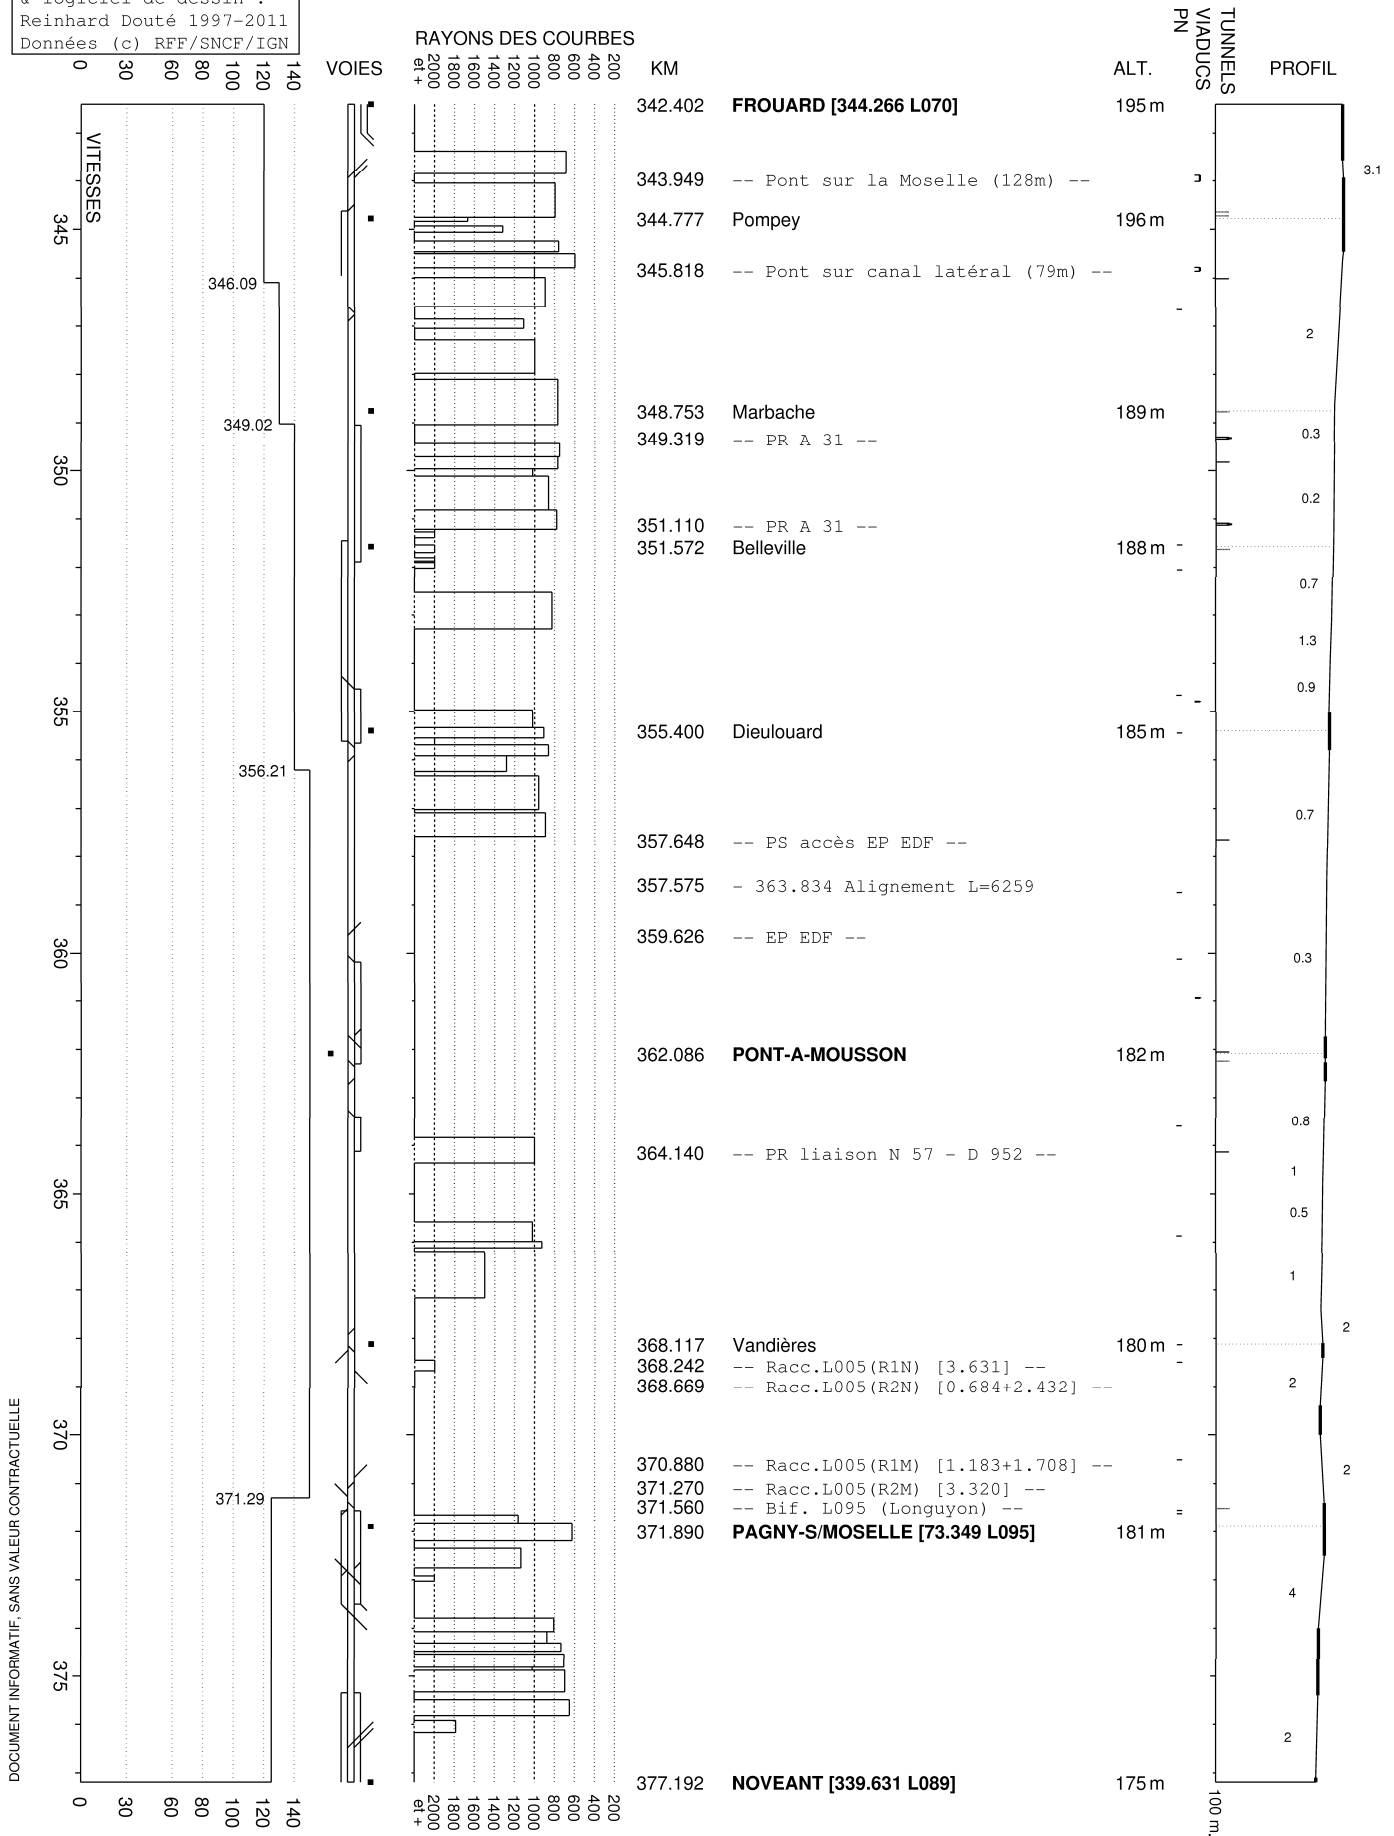 & logiciel de dessin :
Reinhard Douté 1997-2011
Données (c) RFF/SNCF/IGN
RAYONS DES COURBES
0 30 60 80 100 120 140
VOIES
et + 2000 1800 1600 1400 1200 1000 800 600 400 200
KM
ALT.
PN
VIADUCS
TUNNELS
PROFIL
VITESSES
342.402 FROUARD [344.266 L070] 195 m
3.1
343.949 -- Pont sur la Moselle (128m) --
344.777 Pompey 196 m
345
345.818 -- Pont sur canal latéral (79m) --
346.09
2
348.753 Marbache 189 m
349.02
349.319 -- PR A 31 --
0.3
350
0.2
351.110 -- PR A 31 --
351.572 Belleville 188 m
0.7
1.3
0.9
355
355.400 Dieulouard 185 m
356.21
0.7
357.648 -- PS accès EP EDF --
357.575 - 363.834 Alignement L=6259
359.626 -- EP EDF --
360
0.3
362.086 PONT-A-MOUSSON 182 m
0.8
364.140 -- PR liaison N 57 - D 952 --
1
365
0.5
1
2
368.117 Vandières 180 m
368.242 -- Racc.L005(R1N) [3.631] --
368.669 -- Racc.L005(R2N) [0.684+2.432] --
2
370
370.880 -- Racc.L005(R1M) [1.183+1.708] --
2
371.270 -- Racc.L005(R2M) [3.320] --
371.29
371.560 -- Bif. L095 (Longuyon) --
371.890 PAGNY-S/MOSELLE [73.349 L095] 181 m
4
375
2
377.192 NOVEANT [339.631 L089] 175 m
0 30 60 80 100 120 140
et + 2000 1800 1600 1400 1200 1000 800 600 400 200
100 m.
DOCUMENT INFORMATIF, SANS VALEUR CONTRACTUELLE